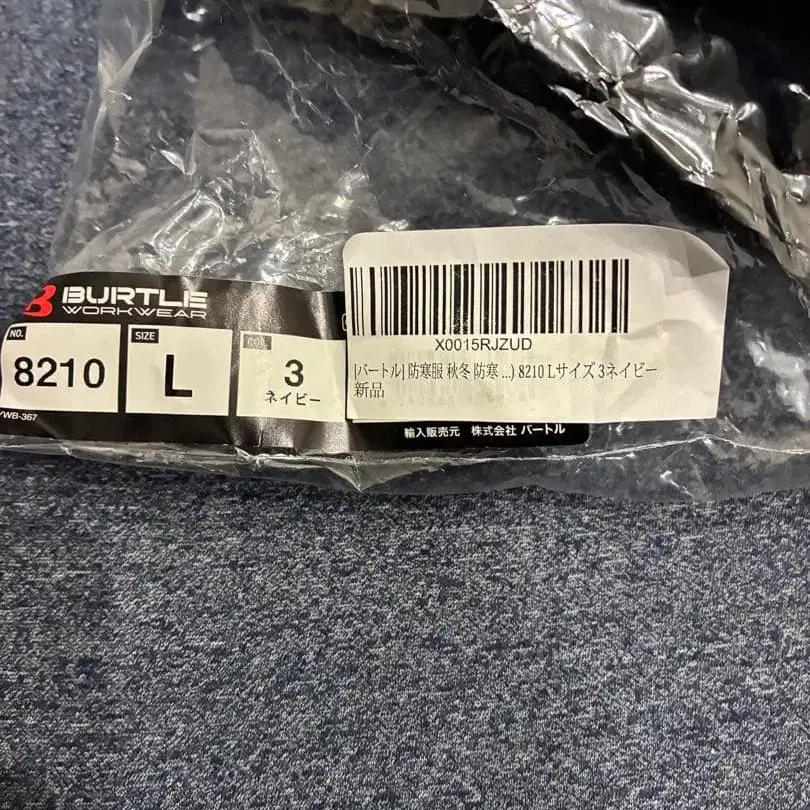 BURTLE
WORKWEAR
NO.
8210
SIZE
L
COL.
3
ネイビー
WB-367
X0015RJZUD
[バートル] 防寒服 秋冬 防寒 ...) 8210 Lサイズ 3ネイビー
新品
輸入販売元 株式会社 バートル